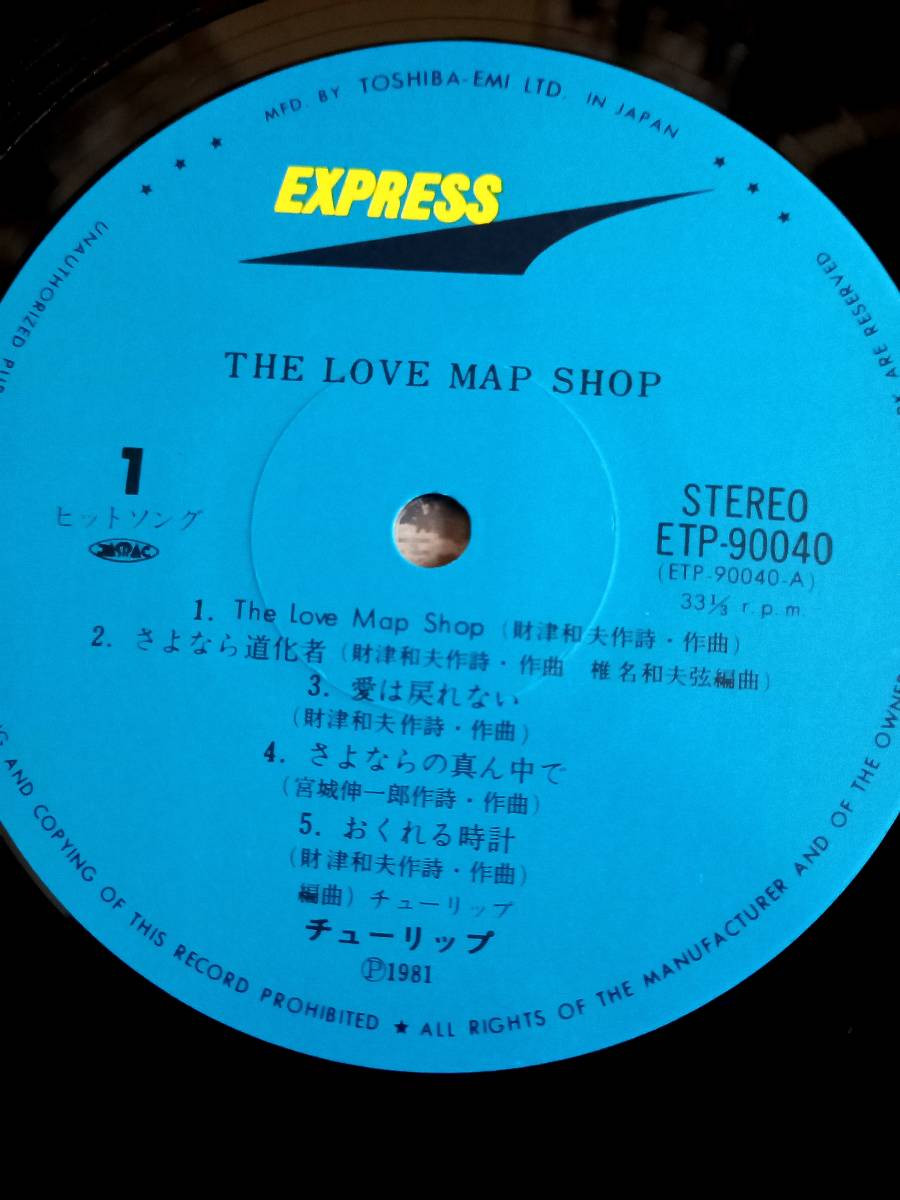 MFD. BY TOSHIBA-EMI LTD. IN JAPAN
EXPRESS
THE LOVE MAP SHOP
1
ヒットソング
STEREO
ETP-90040
(ETP-90040-A)
33⅓ r.p.m.
1. The Love Map Shop (財津和夫作詩・作曲)
2. さよなら道化者 (財津和夫作詩・作曲 椎名和夫弦編曲)
3. 愛は戻れない
(財津和夫作詩・作曲)
4. さよならの真ん中で
(宮城伸一郎作詩・作曲)
5. おくれる時計
(財津和夫作詩・作曲)
編曲) チューリップ
チューリップ
Ⓟ1981
UNAUTHORIZED
AND COPYING OF THIS RECORD PROHIBITED ★ ALL RIGHTS OF THE MANUFACTURER AND OF THE OWNER
ARE RESERVED